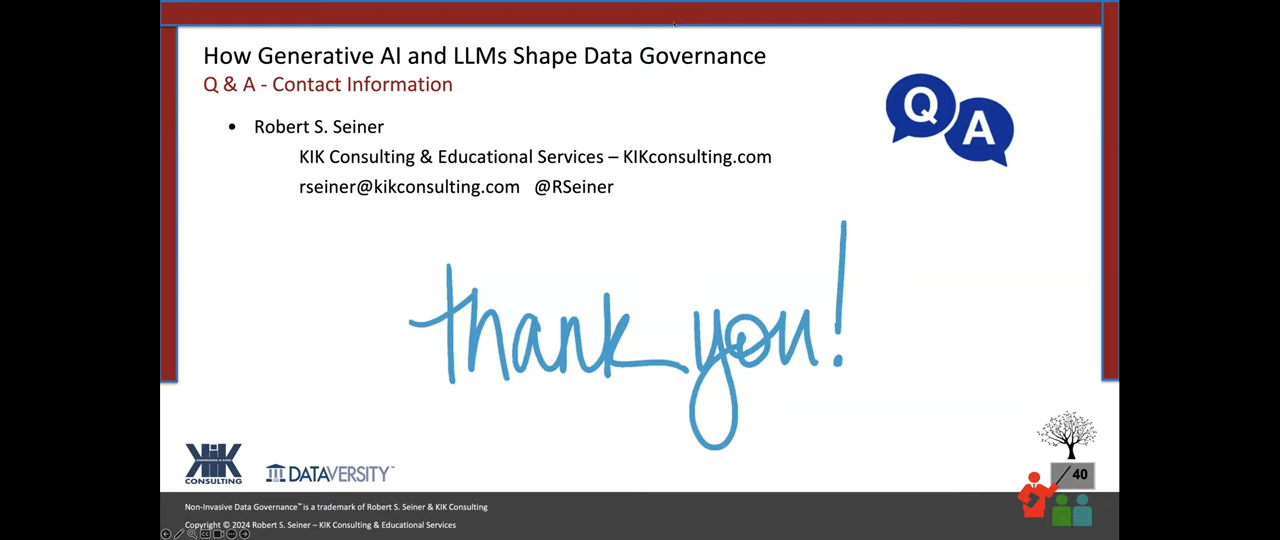 How Generative AI and LLMs Shape Data Governance
Q & A - Contact Information
Q A
• Robert S. Seiner
KIK Consulting & Educational Services – KIKconsulting.com
rseiner@kikconsulting.com @RSeiner
thank you!
KIK
CONSULTING
DATAVERSITY™
40
Non-Invasive Data Governance™ is a trademark of Robert S. Seiner & KIK Consulting
Copyright © 2024 Robert S. Seiner – KIK Consulting & Educational Services